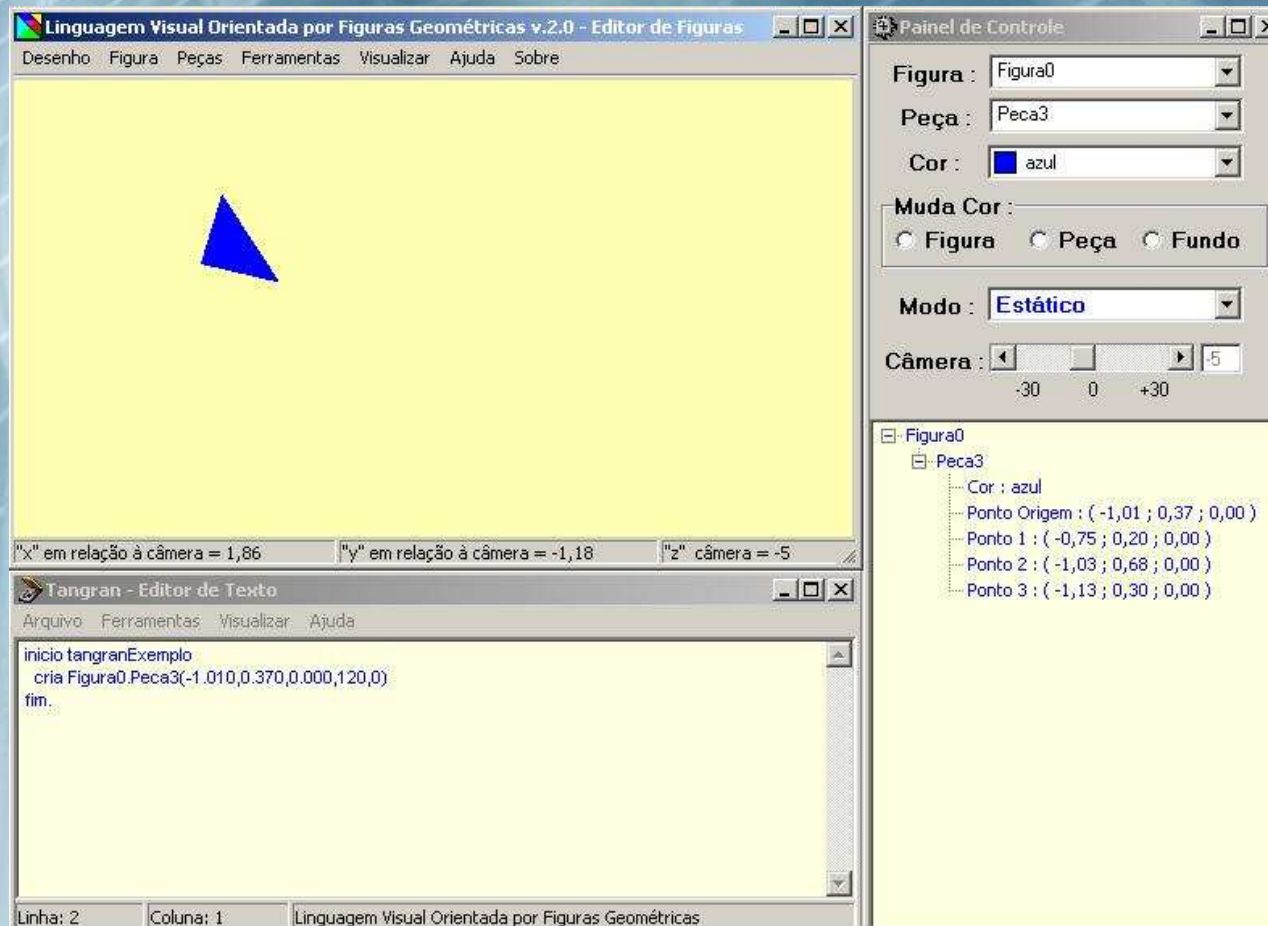 Linguagem Visual Orientada por Figuras Geométricas v.2.0 - Editor de Figuras
Desenho Figura Peças Ferramentas Visualizar Ajuda Sobre
"x" em relação à câmera = 1,86 "y" em relação à câmera = -1,18 "z" câmera = -5
Tangran - Editor de Texto
Arquivo Ferramentas Visualizar Ajuda
inicio tangranExemplo
cria Figura0.Peca3(-1.010,0.370,0.000,120,0)
fim.
Linha: 2 Coluna: 1 Linguagem Visual Orientada por Figuras Geométricas
Painel de Controle
Figura : Figura0
Peça : Peca3
Cor : azul
Muda Cor :
Figura Peça Fundo
Modo : Estático
Câmera : -5
-30 0 +30
Figura0
Peca3
Cor : azul
Ponto Origem : ( -1,01 ; 0,37 ; 0,00 )
Ponto 1 : ( -0,75 ; 0,20 ; 0,00 )
Ponto 2 : ( -1,03 ; 0,68 ; 0,00 )
Ponto 3 : ( -1,13 ; 0,30 ; 0,00 )